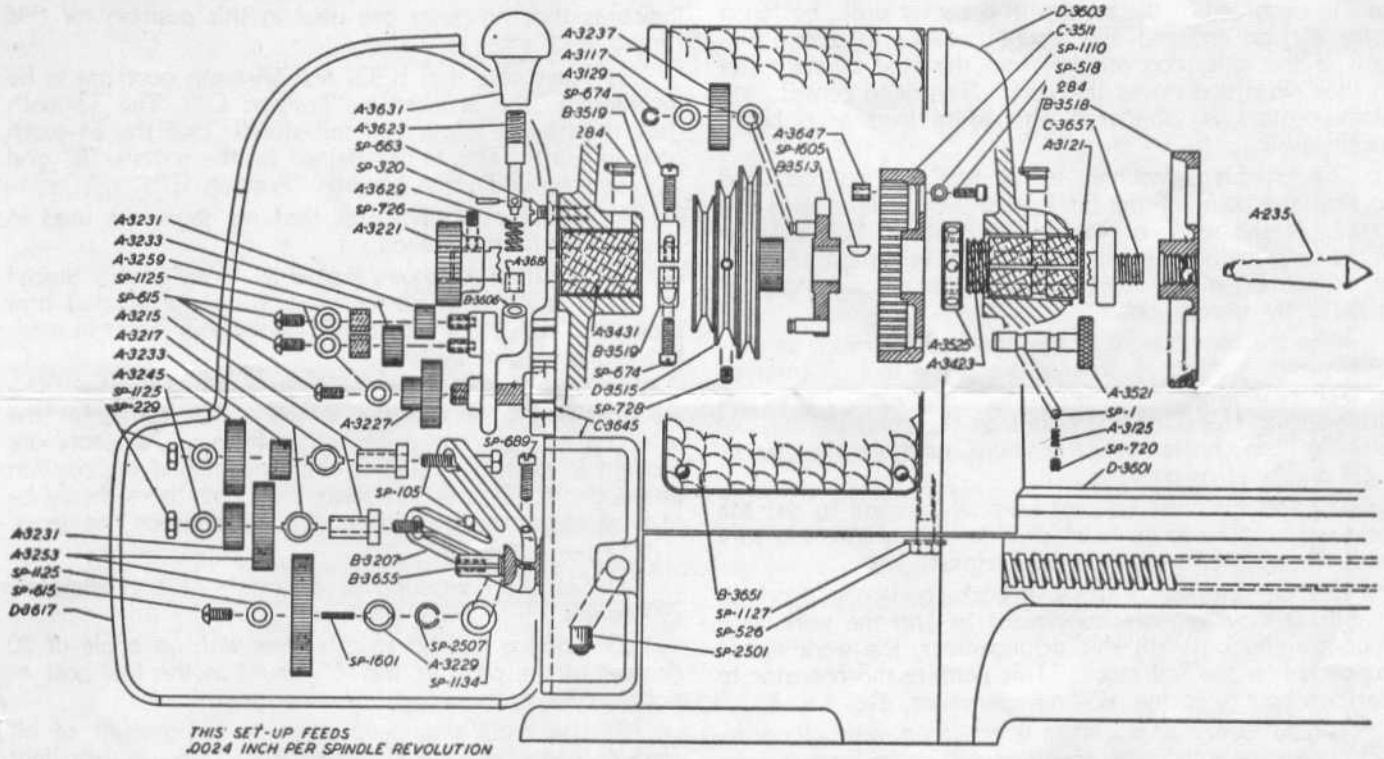 A-3237
A-3117
A-3129
SP-674
B-3519
284
D-3603
C-3511
SP-1110
SP-518
284
B-3518
C-3657
A-3121
A-3647
SP-1605
B-3513
A-235
A-3631
A-3623
SP-663
SP-320
A-3629
SP-726
A-3221
B-3606
A-3231
A-3233
A-3259
SP-1125
SP-615
A-3215
A-3217
A-3233
A-3245
SP-1125
SP-229
A-3227
A-3431
B-3519
SP-674
D-3515
SP-728
C-3645
SP-689
A-3525
A-3423
A-3521
SP-1
A-3125
SP-720
D-3601
SP-105
A-3231
A-3253
SP-1125
SP-615
D-3617
B-3207
B-3655
SP-1601
SP-2507
A-3229
SP-1134
B-3651
SP-1127
SP-526
SP-2501
THIS SET-UP FEEDS
.0024 INCH PER SPINDLE REVOLUTION